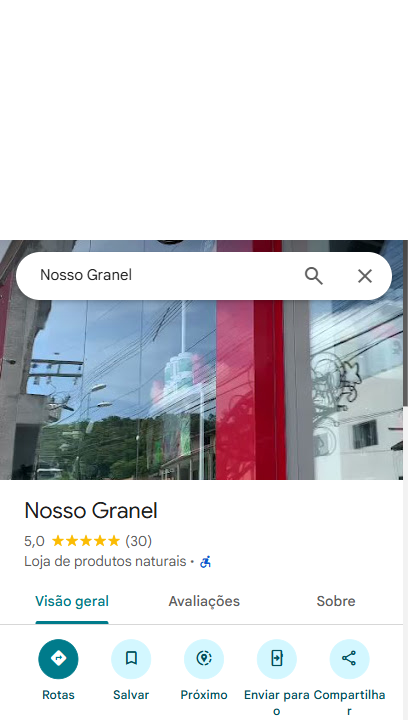 Nosso Granel
Nosso Granel
5,0 (30)
Loja de produtos naturais ·
Visão geral Avaliações Sobre
Rotas Salvar Próximo Enviar para o Compartilhar